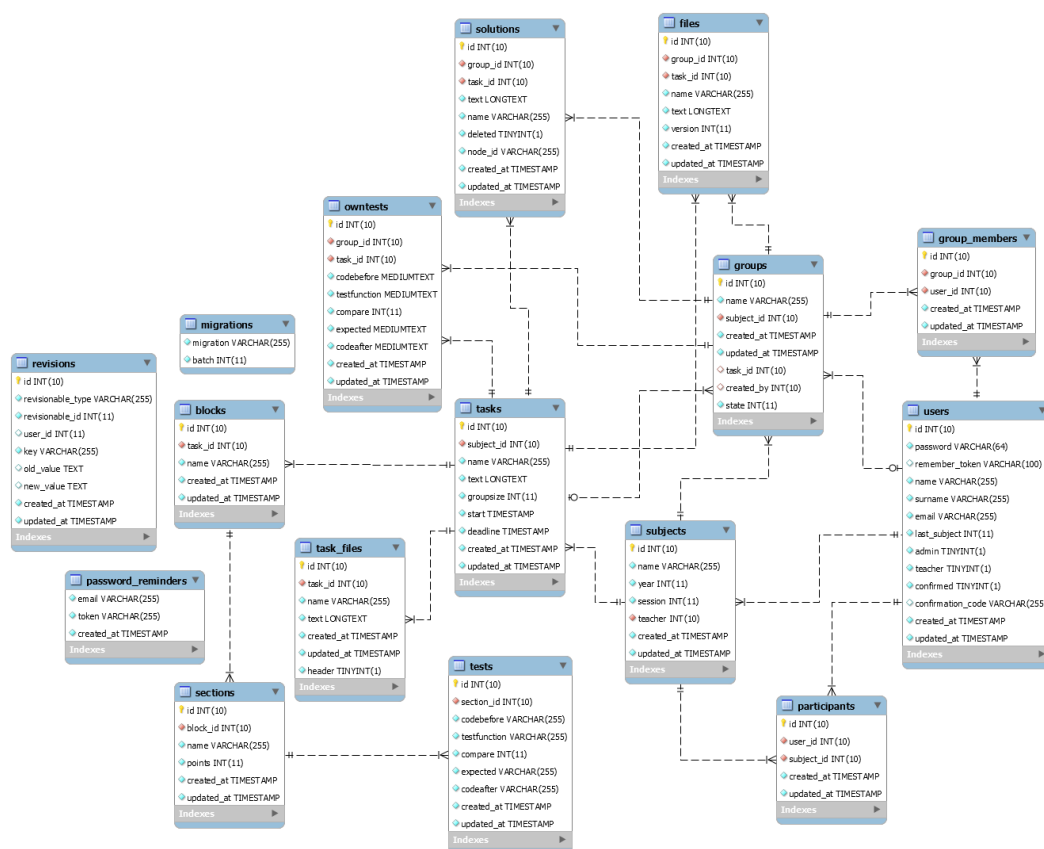 solutions
id INT(10)
group_id INT(10)
task_id INT(10)
text LONGTEXT
name VARCHAR(255)
deleted TINYINT(1)
node_id VARCHAR(255)
created_at TIMESTAMP
updated_at TIMESTAMP
Indexes
files
id INT(10)
group_id INT(10)
task_id INT(10)
name VARCHAR(255)
text LONGTEXT
version INT(11)
created_at TIMESTAMP
updated_at TIMESTAMP
Indexes
owntests
id INT(10)
group_id INT(10)
task_id INT(10)
codebefore MEDIUMTEXT
testfunction MEDIUMTEXT
compare INT(11)
expected MEDIUMTEXT
codeafter MEDIUMTEXT
created_at TIMESTAMP
updated_at TIMESTAMP
Indexes
group_members
id INT(10)
group_id INT(10)
user_id INT(10)
created_at TIMESTAMP
updated_at TIMESTAMP
Indexes
groups
id INT(10)
name VARCHAR(255)
subject_id INT(10)
created_at TIMESTAMP
updated_at TIMESTAMP
task_id INT(10)
created_by INT(10)
state INT(11)
Indexes
migrations
migration VARCHAR(255)
batch INT(11)
Indexes
revisions
id INT(10)
revisionable_type VARCHAR(255)
revisionable_id INT(11)
user_id INT(11)
key VARCHAR(255)
old_value TEXT
new_value TEXT
created_at TIMESTAMP
updated_at TIMESTAMP
Indexes
blocks
id INT(10)
task_id INT(10)
name VARCHAR(255)
created_at TIMESTAMP
updated_at TIMESTAMP
Indexes
tasks
id INT(10)
subject_id INT(10)
name VARCHAR(255)
text LONGTEXT
groupsize INT(11)
start TIMESTAMP
deadline TIMESTAMP
created_at TIMESTAMP
updated_at TIMESTAMP
Indexes
users
id INT(10)
password VARCHAR(64)
remember_token VARCHAR(100)
name VARCHAR(255)
surname VARCHAR(255)
email VARCHAR(255)
last_subject INT(11)
admin TINYINT(1)
teacher TINYINT(1)
confirmed TINYINT(1)
confirmation_code VARCHAR(255
created_at TIMESTAMP
updated_at TIMESTAMP
Indexes
subjects
id INT(10)
name VARCHAR(255)
year INT(11)
session INT(11)
teacher INT(10)
created_at TIMESTAMP
updated_at TIMESTAMP
Indexes
task_files
id INT(10)
task_id INT(10)
name VARCHAR(255)
text LONGTEXT
created_at TIMESTAMP
updated_at TIMESTAMP
header TINYINT(1)
Indexes
password_reminders
email VARCHAR(255)
token VARCHAR(255)
created_at TIMESTAMP
Indexes
sections
id INT(10)
block_id INT(10)
name VARCHAR(255)
points INT(11)
created_at TIMESTAMP
updated_at TIMESTAMP
Indexes
tests
id INT(10)
section_id INT(10)
codebefore VARCHAR(255)
testfunction VARCHAR(255)
compare INT(11)
expected VARCHAR(255)
codeafter VARCHAR(255)
created_at TIMESTAMP
updated_at TIMESTAMP
Indexes
participants
id INT(10)
user_id INT(10)
subject_id INT(10)
created_at TIMESTAMP
updated_at TIMESTAMP
Indexes